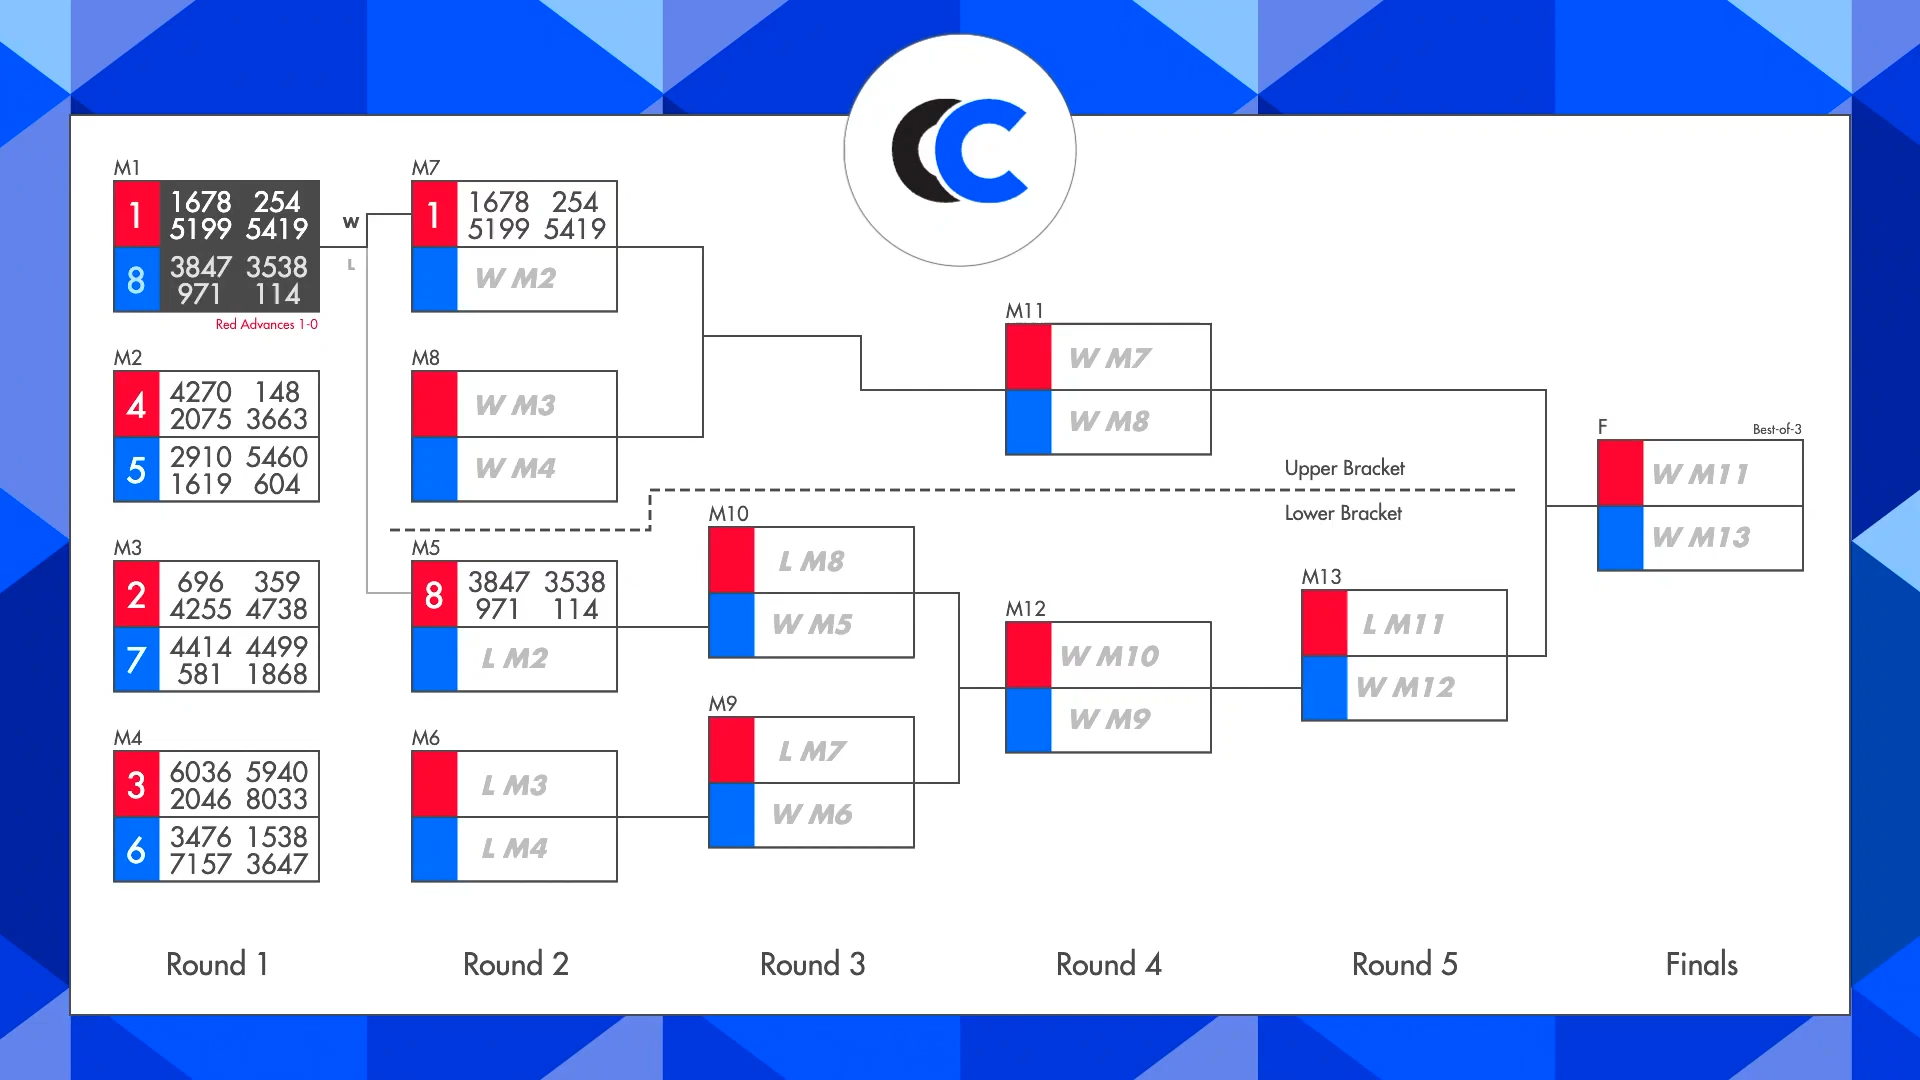 M1
1 1678 254
5199 5419
8 3847 3538
971 114
Red Advances 1-0
W
L
M2
4 4270 148
2075 3663
5 2910 5460
1619 604
M3
2 696 359
4255 4738
7 4414 4499
581 1868
M4
3 6036 5940
2046 8033
6 3476 1538
7157 3647
Round 1
M7
1 1678 254
5199 5419
W M2
M8
W M3
W M4
M5
8 3847 3538
971 114
L M2
M6
L M3
L M4
Round 2
CC
M10
L M8
W M5
M9
L M7
W M6
Round 3
M11
W M7
W M8
M12
W M10
W M9
Round 4
Upper Bracket
Lower Bracket
M13
L M11
W M12
Round 5
F Best-of-3
W M11
W M13
Finals